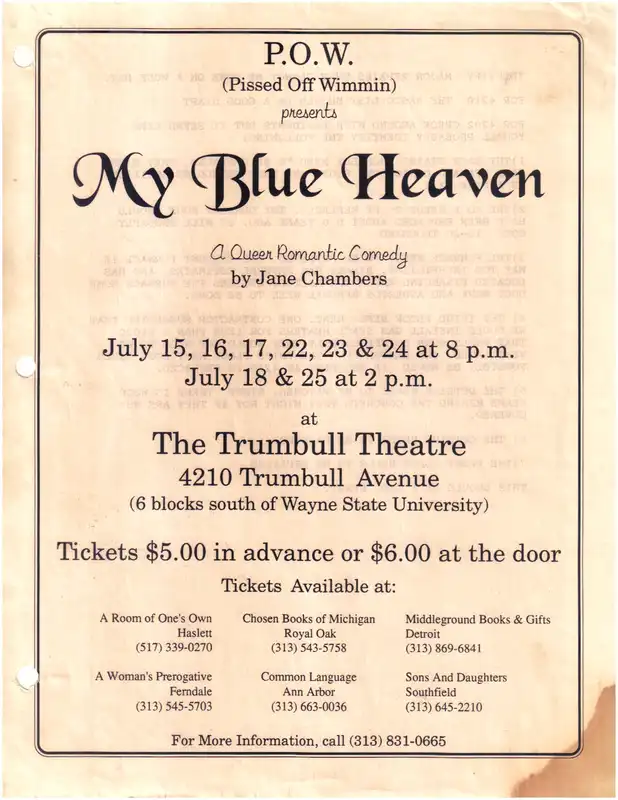 P.O.W.
(Pissed Off Wimmin)
presents
My Blue Heaven
A Queer Romantic Comedy
by Jane Chambers
July 15, 16, 17, 22, 23 & 24 at 8 p.m.
July 18 & 25 at 2 p.m.
at
The Trumbull Theatre
4210 Trumbull Avenue
(6 blocks south of Wayne State University)
Tickets $5.00 in advance or $6.00 at the door
Tickets Available at:
A Room of One's Own
Haslett
(517) 339-0270
Chosen Books of Michigan
Royal Oak
(313) 543-5758
Middleground Books & Gifts
Detroit
(313) 869-6841
A Woman's Prerogative
Ferndale
(313) 545-5703
Common Language
Ann Arbor
(313) 663-0036
Sons And Daughters
Southfield
(313) 645-2210
For More Information, call (313) 831-0665